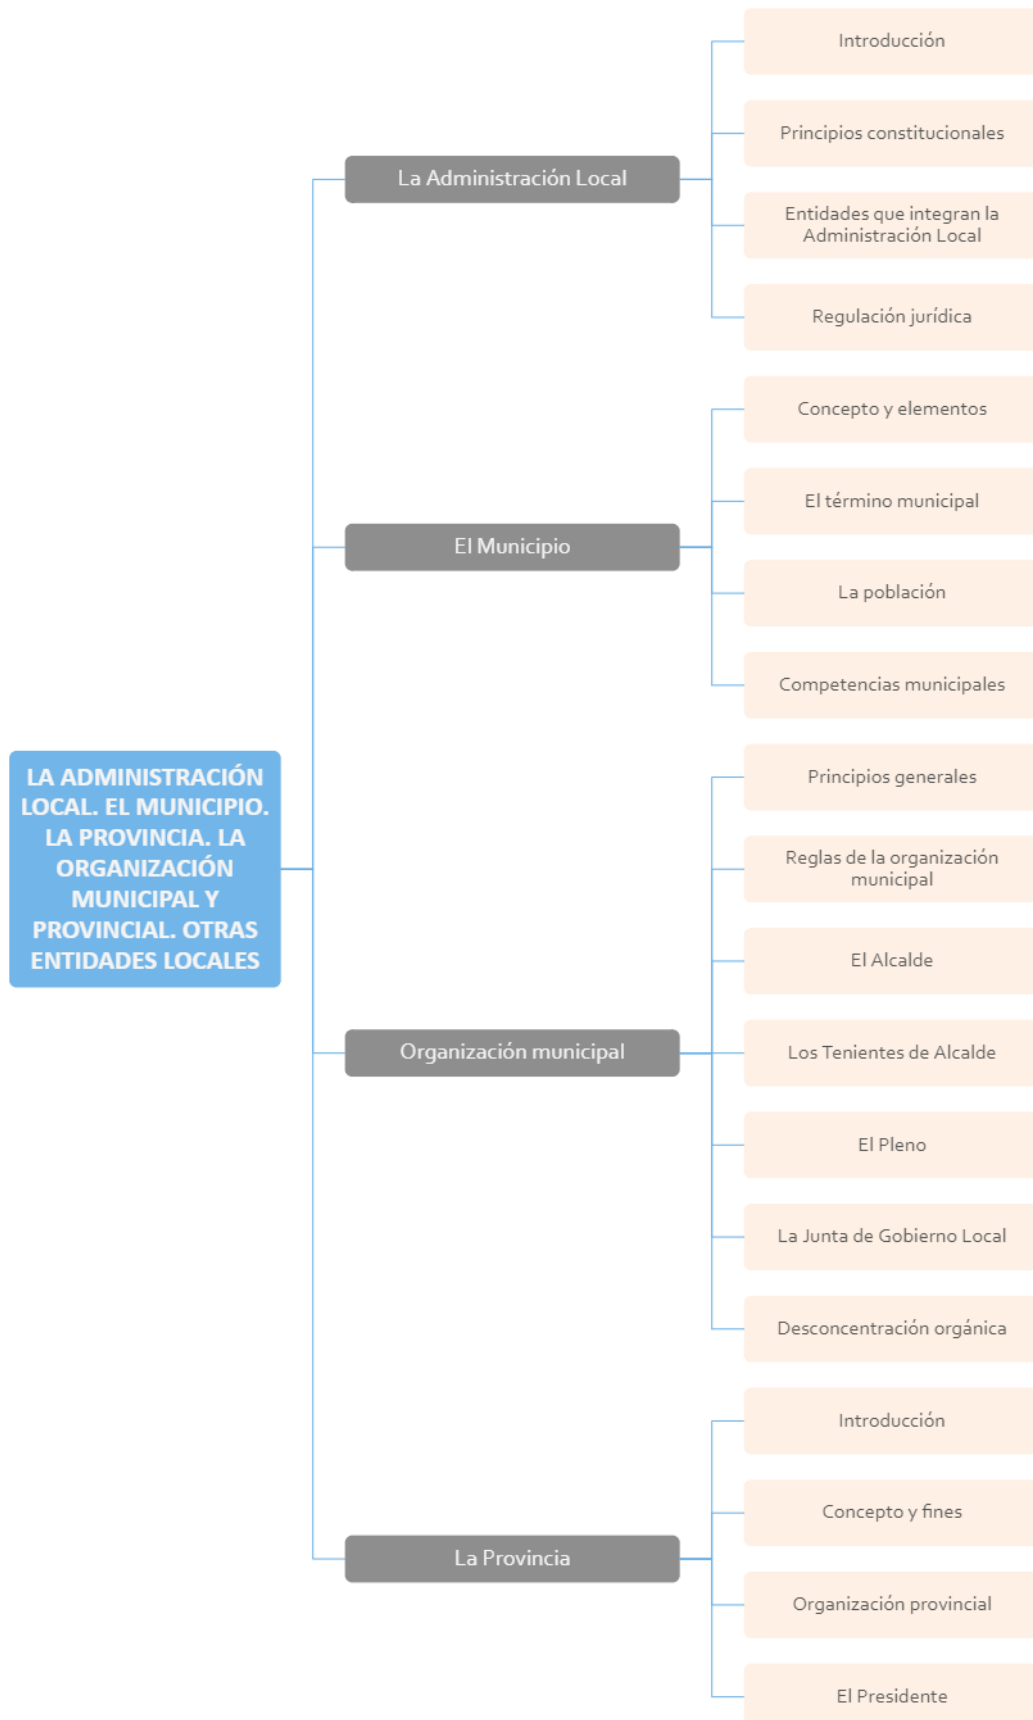 LA ADMINISTRACIÓN
LOCAL. EL MUNICIPIO.
LA PROVINCIA. LA
ORGANIZACIÓN
MUNICIPAL Y
PROVINCIAL. OTRAS
ENTIDADES LOCALES
La Administración Local
Introducción
Principios constitucionales
Entidades que integran la
Administración Local
Regulación jurídica
El Municipio
Concepto y elementos
El término municipal
La población
Competencias municipales
Organización municipal
Principios generales
Reglas de la organización
municipal
El Alcalde
Los Tenientes de Alcalde
El Pleno
La Junta de Gobierno Local
Desconcentración orgánica
La Provincia
Introducción
Concepto y fines
Organización provincial
El Presidente